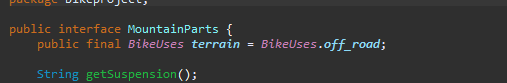 package bikeproject;
public interface MountainParts {
public final BikeUses terrain = BikeUses.off_road;
String getSuspension();